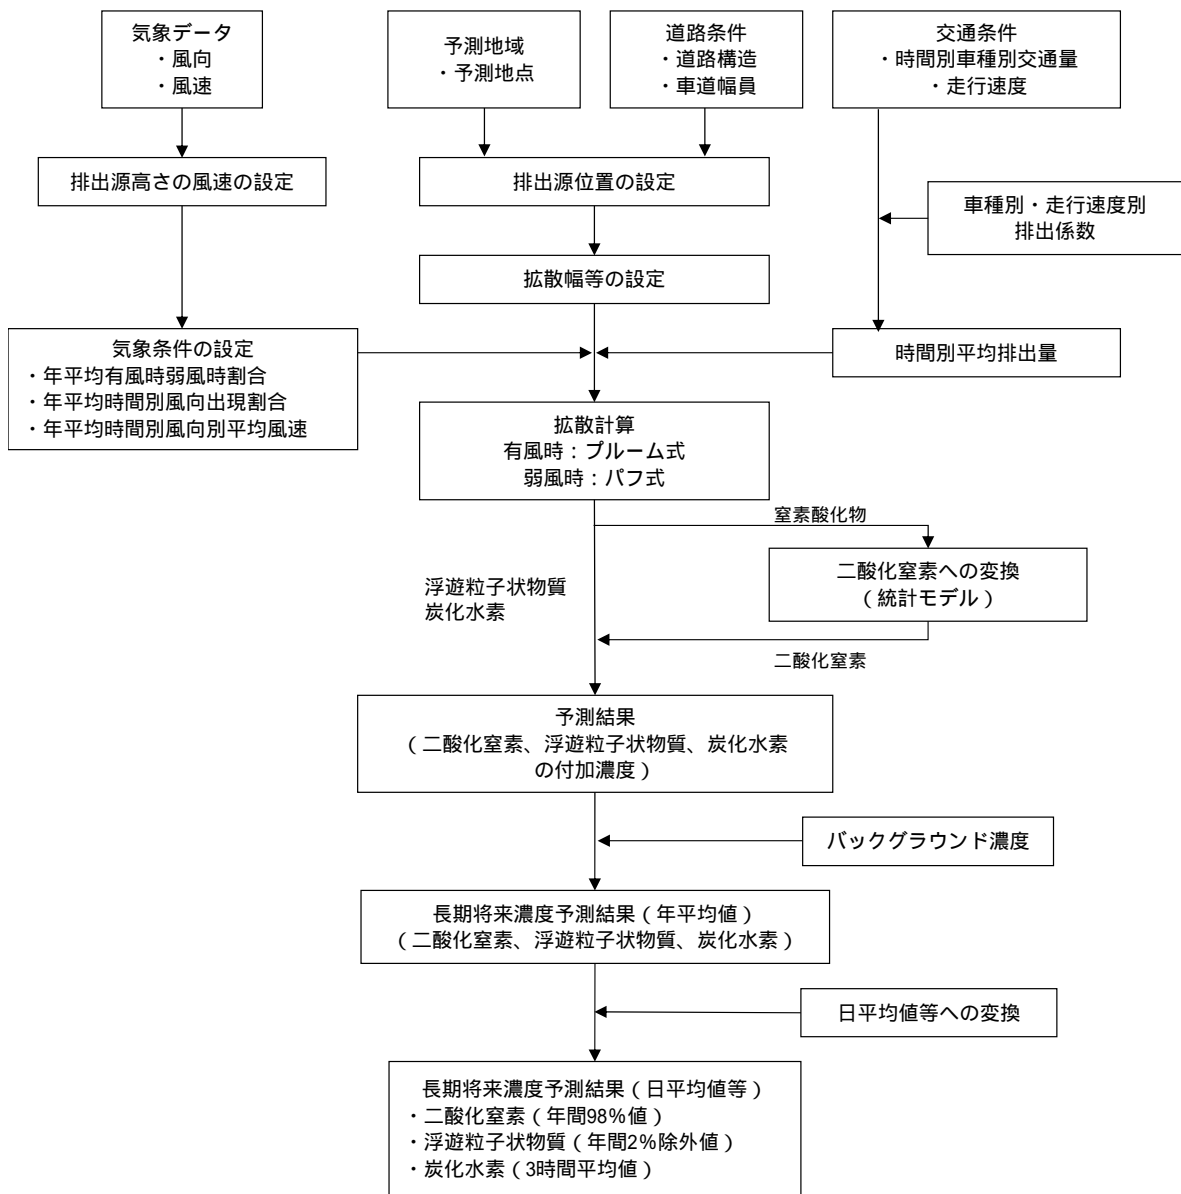 気象データ
・風向
・風速
予測地域
・予測地点
道路条件
・道路構造
・車道幅員
交通条件
・時間別車種別交通量
・走行速度
排出源高さの風速の設定
排出源位置の設定
車種別・走行速度別
排出係数
拡散幅等の設定
気象条件の設定
・年平均有風時弱風時割合
・年平均時間別風向出現割合
・年平均時間別風向別平均風速
時間別平均排出量
拡散計算
有風時：プルーム式
弱風時：パフ式
窒素酸化物
二酸化窒素への変換
（統計モデル）
浮遊粒子状物質
炭化水素
二酸化窒素
予測結果
（二酸化窒素、浮遊粒子状物質、炭化水素
の付加濃度）
バックグラウンド濃度
長期将来濃度予測結果（年平均値）
（二酸化窒素、浮遊粒子状物質、炭化水素）
日平均値等への変換
長期将来濃度予測結果（日平均値等）
・二酸化窒素（年間98％値）
・浮遊粒子状物質（年間2％除外値）
・炭化水素（3時間平均値）